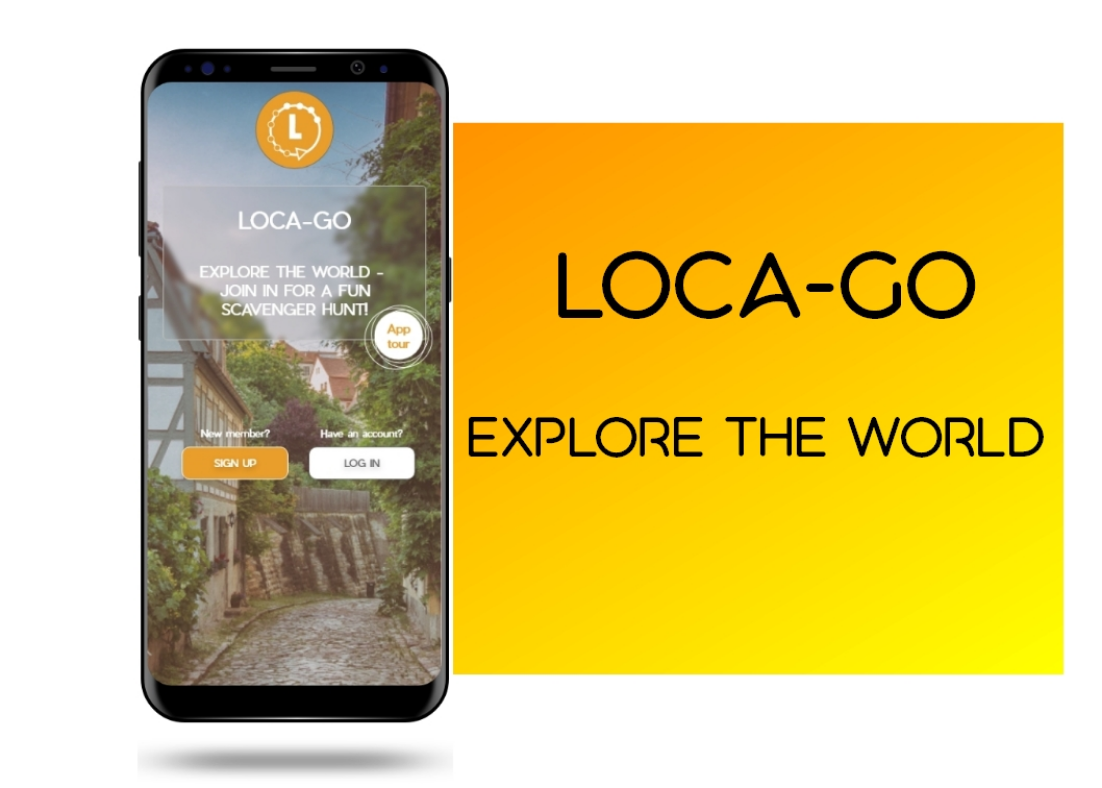 L
LOCA-GO
EXPLORE THE WORLD -
JOIN IN FOR A FUN
SCAVENGER HUNT!
App
tour
New member?
Have an account?
SIGN UP
LOG IN
LOCA-GO
EXPLORE THE WORLD